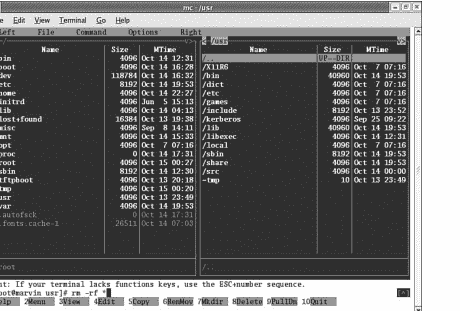 mc - /usr
Edit View Terminal Go Help
Left File Command Options Right
/usr
Name Size MTime Name Size MTime
bin 4096 Oct 14 12:31 /.. UP--DIR
boot 4096 Oct 14 16:28 /X11R6 4096 Oct 7 07:16
dev 118784 Oct 14 16:32 /bin 40960 Oct 14 19:53
etc 8192 Oct 14 19:53 /dict 4096 Oct 7 07:16
home 4096 Oct 14 22:27 /etc 4096 Oct 7 07:16
initrd 4096 Jun 5 15:13 /games 4096 Oct 7 07:16
lib 4096 Oct 14 04:13 /include 8192 Oct 13 23:52
lost+found 16384 Oct 13 19:38 /kerberos 4096 Sep 25 09:22
misc 4096 Sep 8 14:11 /lib 40960 Oct 14 19:53
mnt 4096 Oct 14 15:33 /libexec 4096 Oct 14 12:31
opt 4096 Oct 7 07:16 /local 4096 Oct 7 07:16
proc 0 Oct 14 17:31 /sbin 8192 Oct 14 19:53
root 4096 Oct 15 00:27 /share 4096 Oct 14 19:53
sbin 8192 Oct 14 12:30 /src 4096 Oct 14 00:00
tftpboot 4096 Oct 13 20:18 ~tmp 10 Oct 13 23:49
tmp 4096 Oct 15 00:20
usr 4096 Oct 13 23:49
var 4096 Oct 14 19:53
.autofsck 0 Oct 14 17:31
.fonts.cache-1 26511 Oct 14 07:03
root /..
nt: If your terminal lacks functions keys, use the ESC+number sequence.
oot@marvin usr]# rm -rf * [^]
elp 2Menu 3View 4Edit 5Copy 6RenMov 7Mkdir 8Delete 9PullDn 10Quit